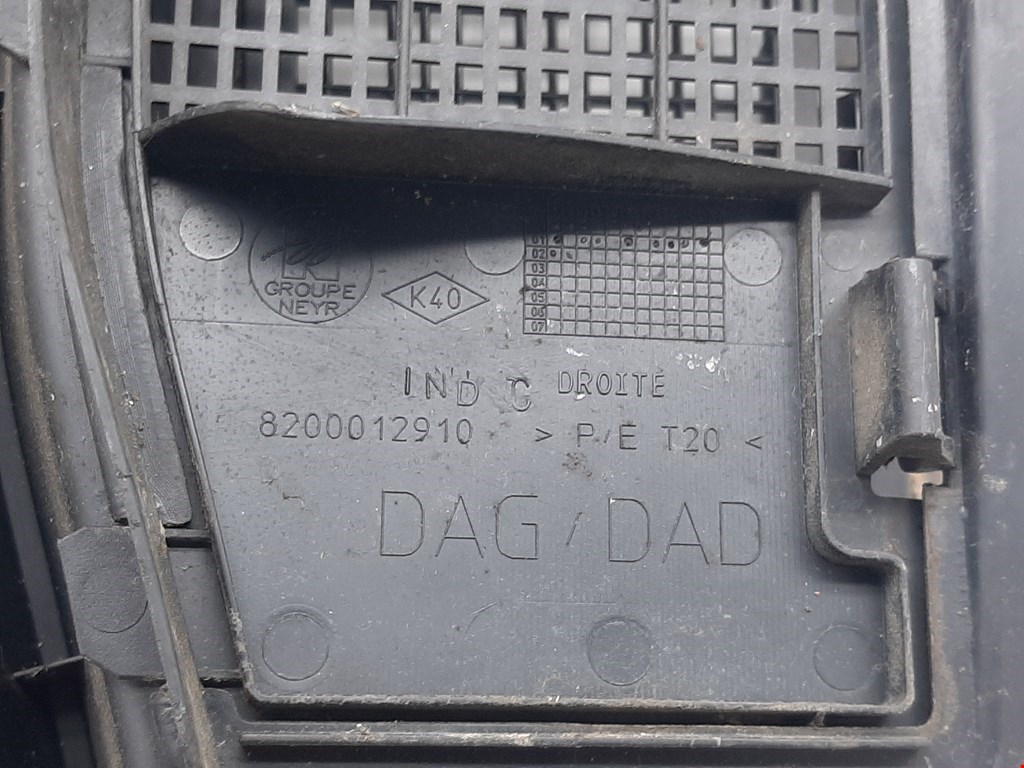 GROUPE
NEYR
K40
01
02
03
04
05
06
07
IND C DROITE
8200012910 > P/E T20 <
DAG / DAD